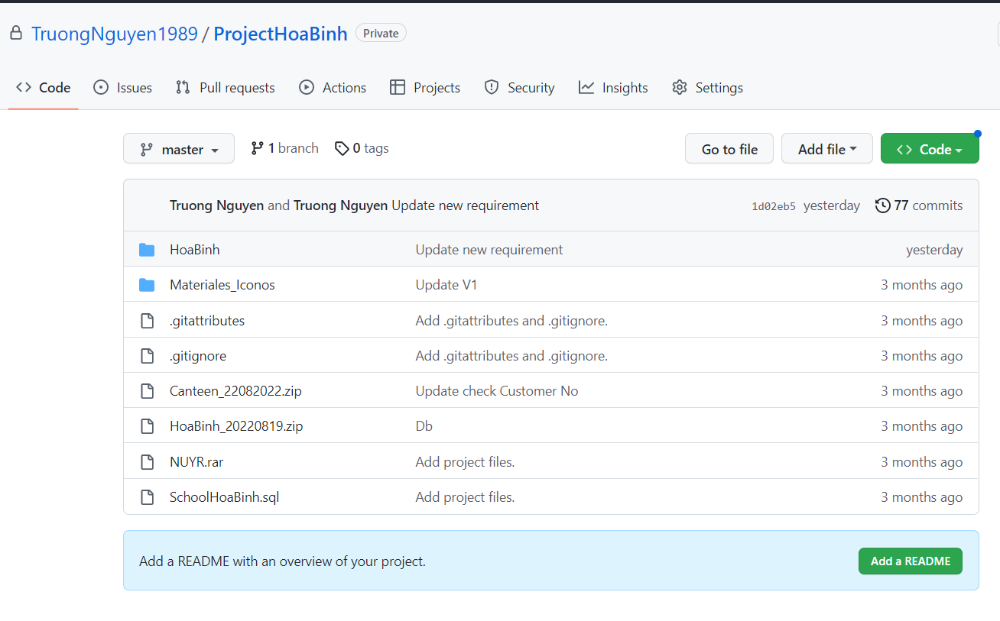 TruongNguyen1989 / ProjectHoaBinh Private
Code Issues Pull requests Actions Projects Security Insights Settings
master 1 branch 0 tags Go to file Add file Code
Truong Nguyen and Truong Nguyen Update new requirement 1d02eb5 yesterday 77 commits
HoaBinh Update new requirement yesterday
Materiales_Iconos Update V1 3 months ago
.gitattributes Add .gitattributes and .gitignore. 3 months ago
.gitignore Add .gitattributes and .gitignore. 3 months ago
Canteen_22082022.zip Update check Customer No 3 months ago
HoaBinh_20220819.zip Db 3 months ago
NUYR.rar Add project files. 3 months ago
SchoolHoaBinh.sql Add project files. 3 months ago
Add a README with an overview of your project. Add a README